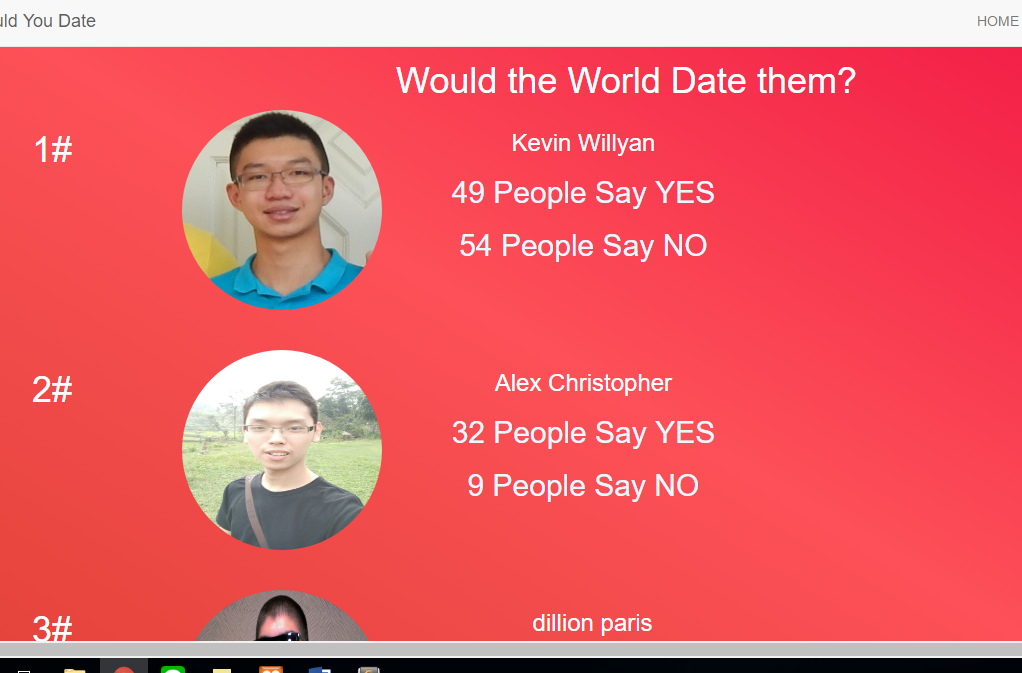 You Date
HOME
Would the World Date them?
1#
Kevin Willyan
49 People Say YES
54 People Say NO
2#
Alex Christopher
32 People Say YES
9 People Say NO
3#
dillion paris